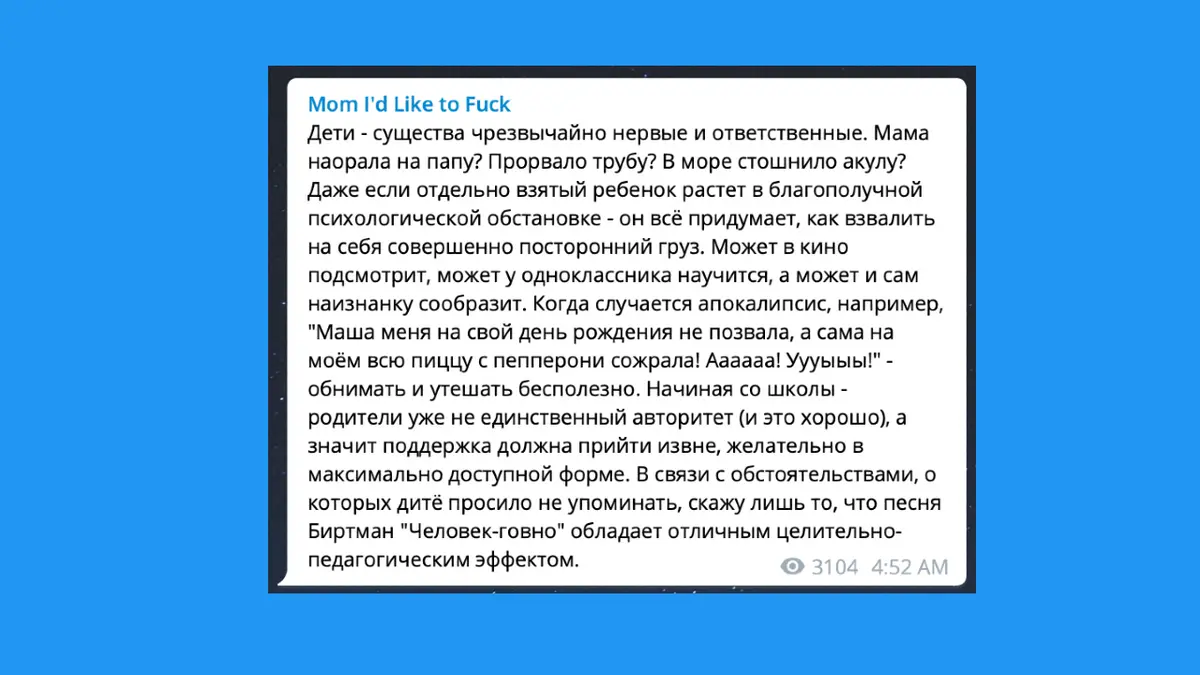 Mom I'd Like to Fuck
Дети - существа чрезвычайно нервые и ответственные. Мама
наорала на папу? Прорвало трубу? В море стошнило акулу?
Даже если отдельно взятый ребенок растет в благополучной
психологической обстановке - он всё придумает, как взвалить
на себя совершенно посторонний груз. Может в кино
подсмотрит, может у одноклассника научится, а может и сам
наизнанку сообразит. Когда случается апокалипсис, например,
"Маша меня на свой день рождения не позвала, а сама на
моём всю пиццу с пепперони сожрала! Аааааа! Уууыыы!" -
обнимать и утешать бесполезно. Начиная со школы -
родители уже не единственный авторитет (и это хорошо), а
значит поддержка должна прийти извне, желательно в
максимально доступной форме. В связи с обстоятельствами, о
которых дитё просило не упоминать, скажу лишь то, что песня
Биртман "Человек-говно" обладает отличным целительно-
педагогическим эффектом.
3104 4:52 AM